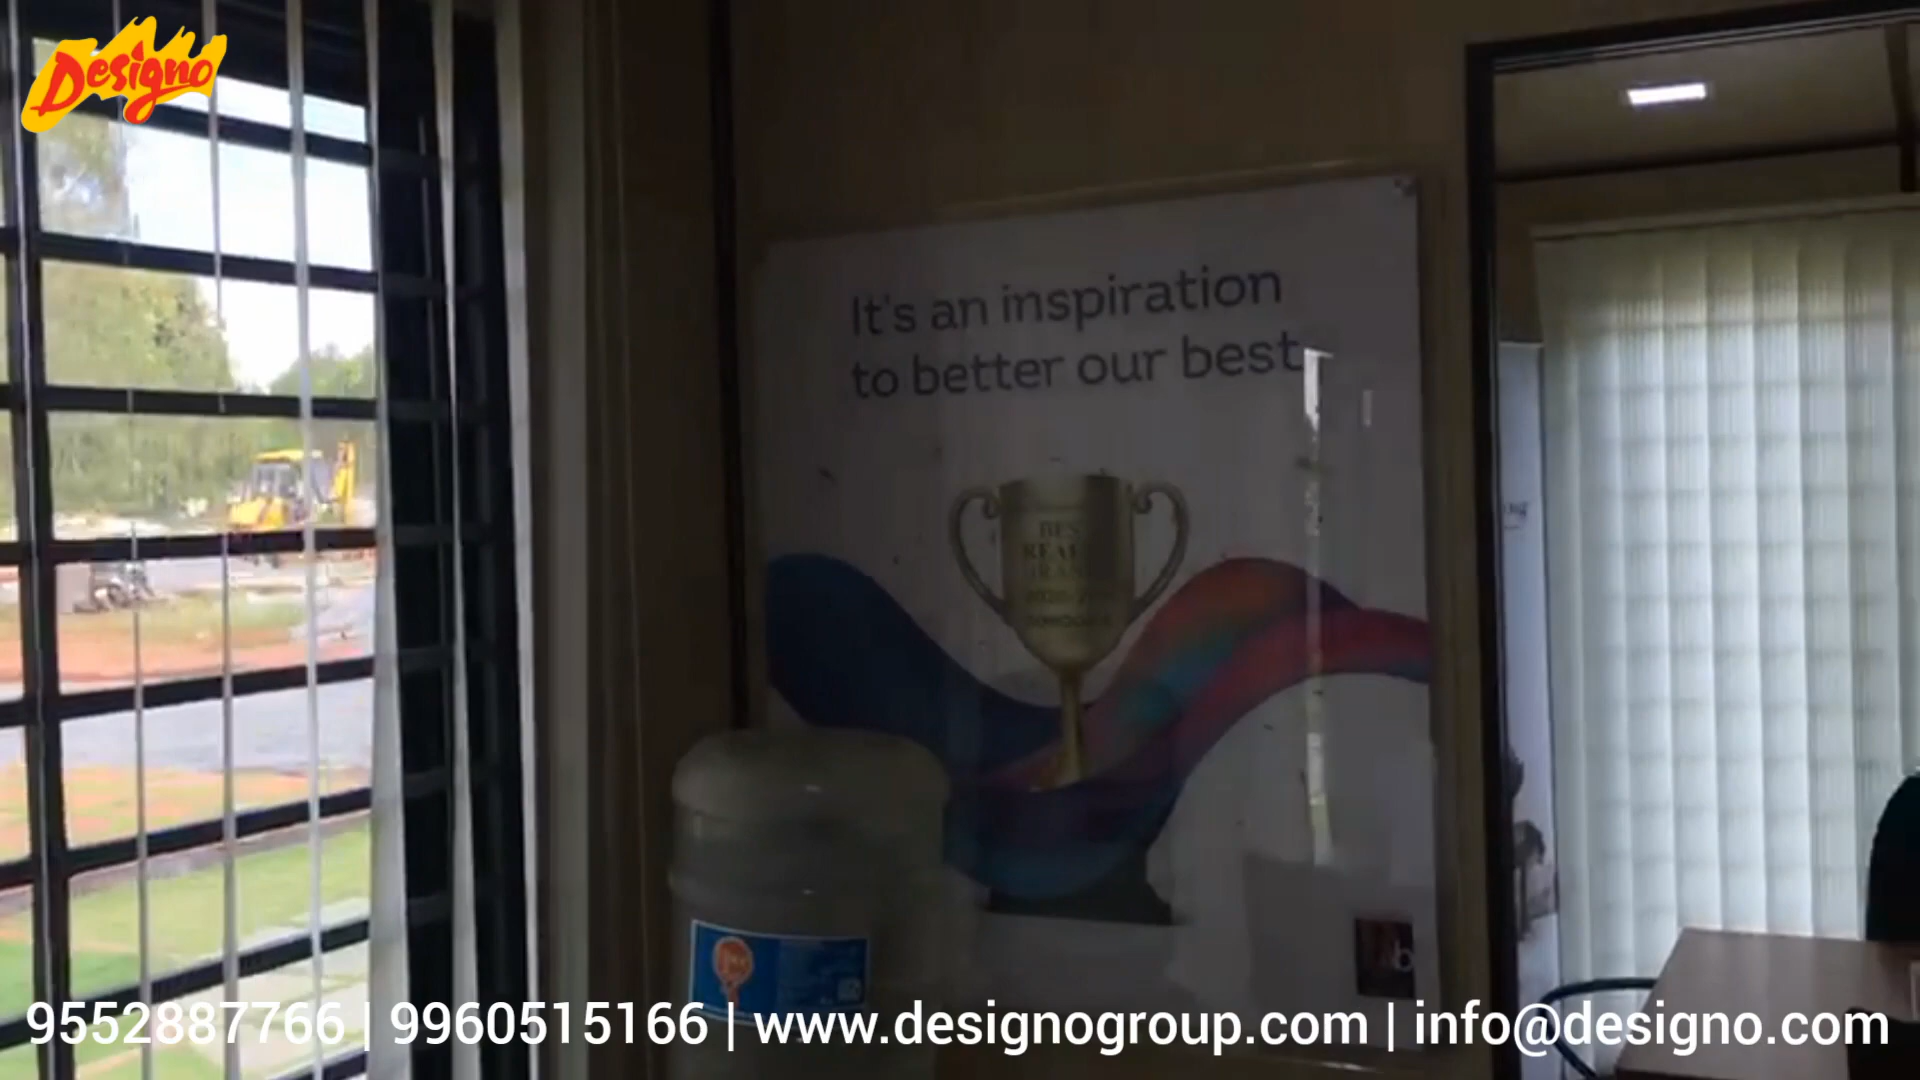 Designo
It's an inspiration
to better our best.
9552887766 | 9960515166 | www.designogroup.com | info@designo.com